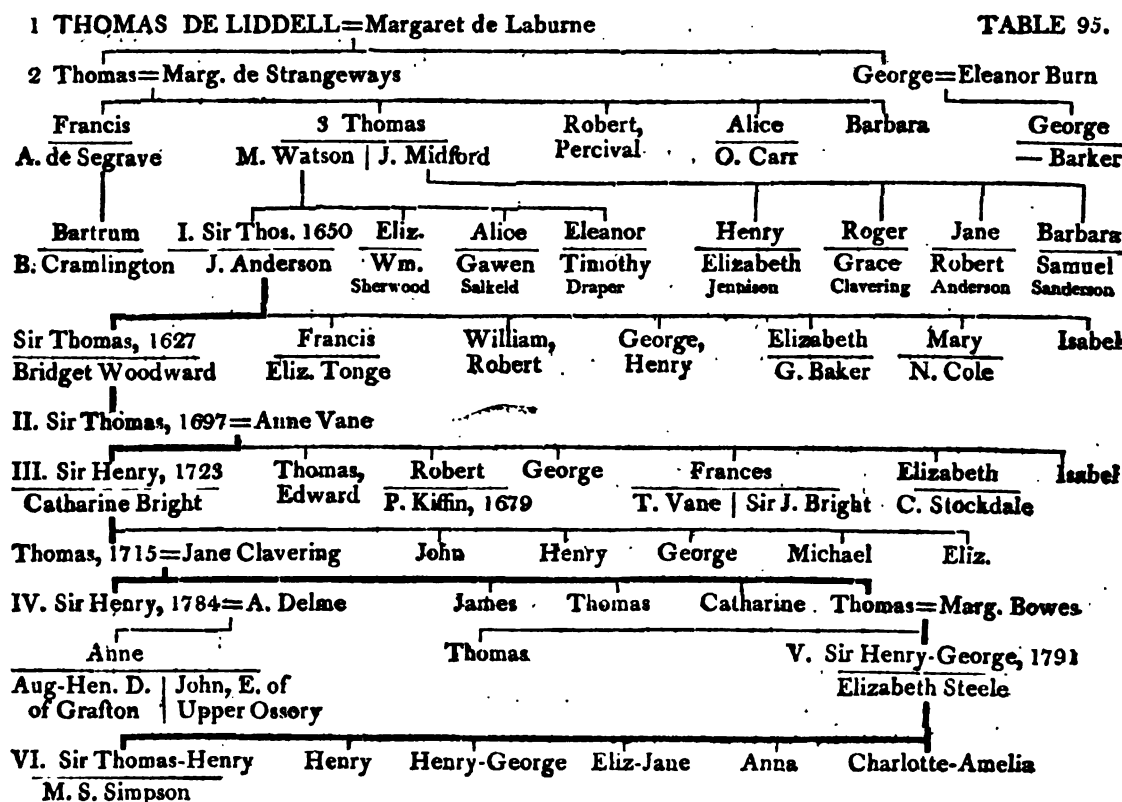 1 THOMAS DE LIDDELL=Margaret de Laburne TABLE 95.
2 Thomas=Marg. de Strangeways George=Eleanor Burn
Francis 3 Thomas Robert, Alice Barbara George
A. de Segrave M. Watson | J. Midford Percival O. Carr — Barker
Bartrum I. Sir Thos. 1650 Eliz. Alice Eleanor Henry Roger Jane Barbara
B. Cramlington J. Anderson Wm. Gawen Timothy Elizabeth Grace Robert Samuel
Sherwood Salkeld Draper Jennison Clavering Anderson Sanderson
Sir Thomas, 1627 Francis William, George, Elizabeth Mary Isabel
Bridget Woodward Eliz. Tonge Robert Henry G. Baker N. Cole
II. Sir Thomas, 1697=Anne Vane
III. Sir Henry, 1723 Thomas, Robert George Frances Elizabeth Isabel
Catharine Bright Edward P. Kiffin, 1679 T. Vane | Sir J. Bright C. Stockdale
Thomas, 1715=Jane Clavering John Henry George Michael Eliz.
IV. Sir Henry, 1784=A. Delme James Thomas Catharine Thomas=Marg. Bowes
Anne Thomas V. Sir Henry-George, 1791
Aug-Hen. D. | John, E. of Elizabeth Steele
of Grafton | Upper Ossory
VI. Sir Thomas-Henry Henry Henry-George Eliz-Jane Anna Charlotte-Amelia
M. S. Simpson